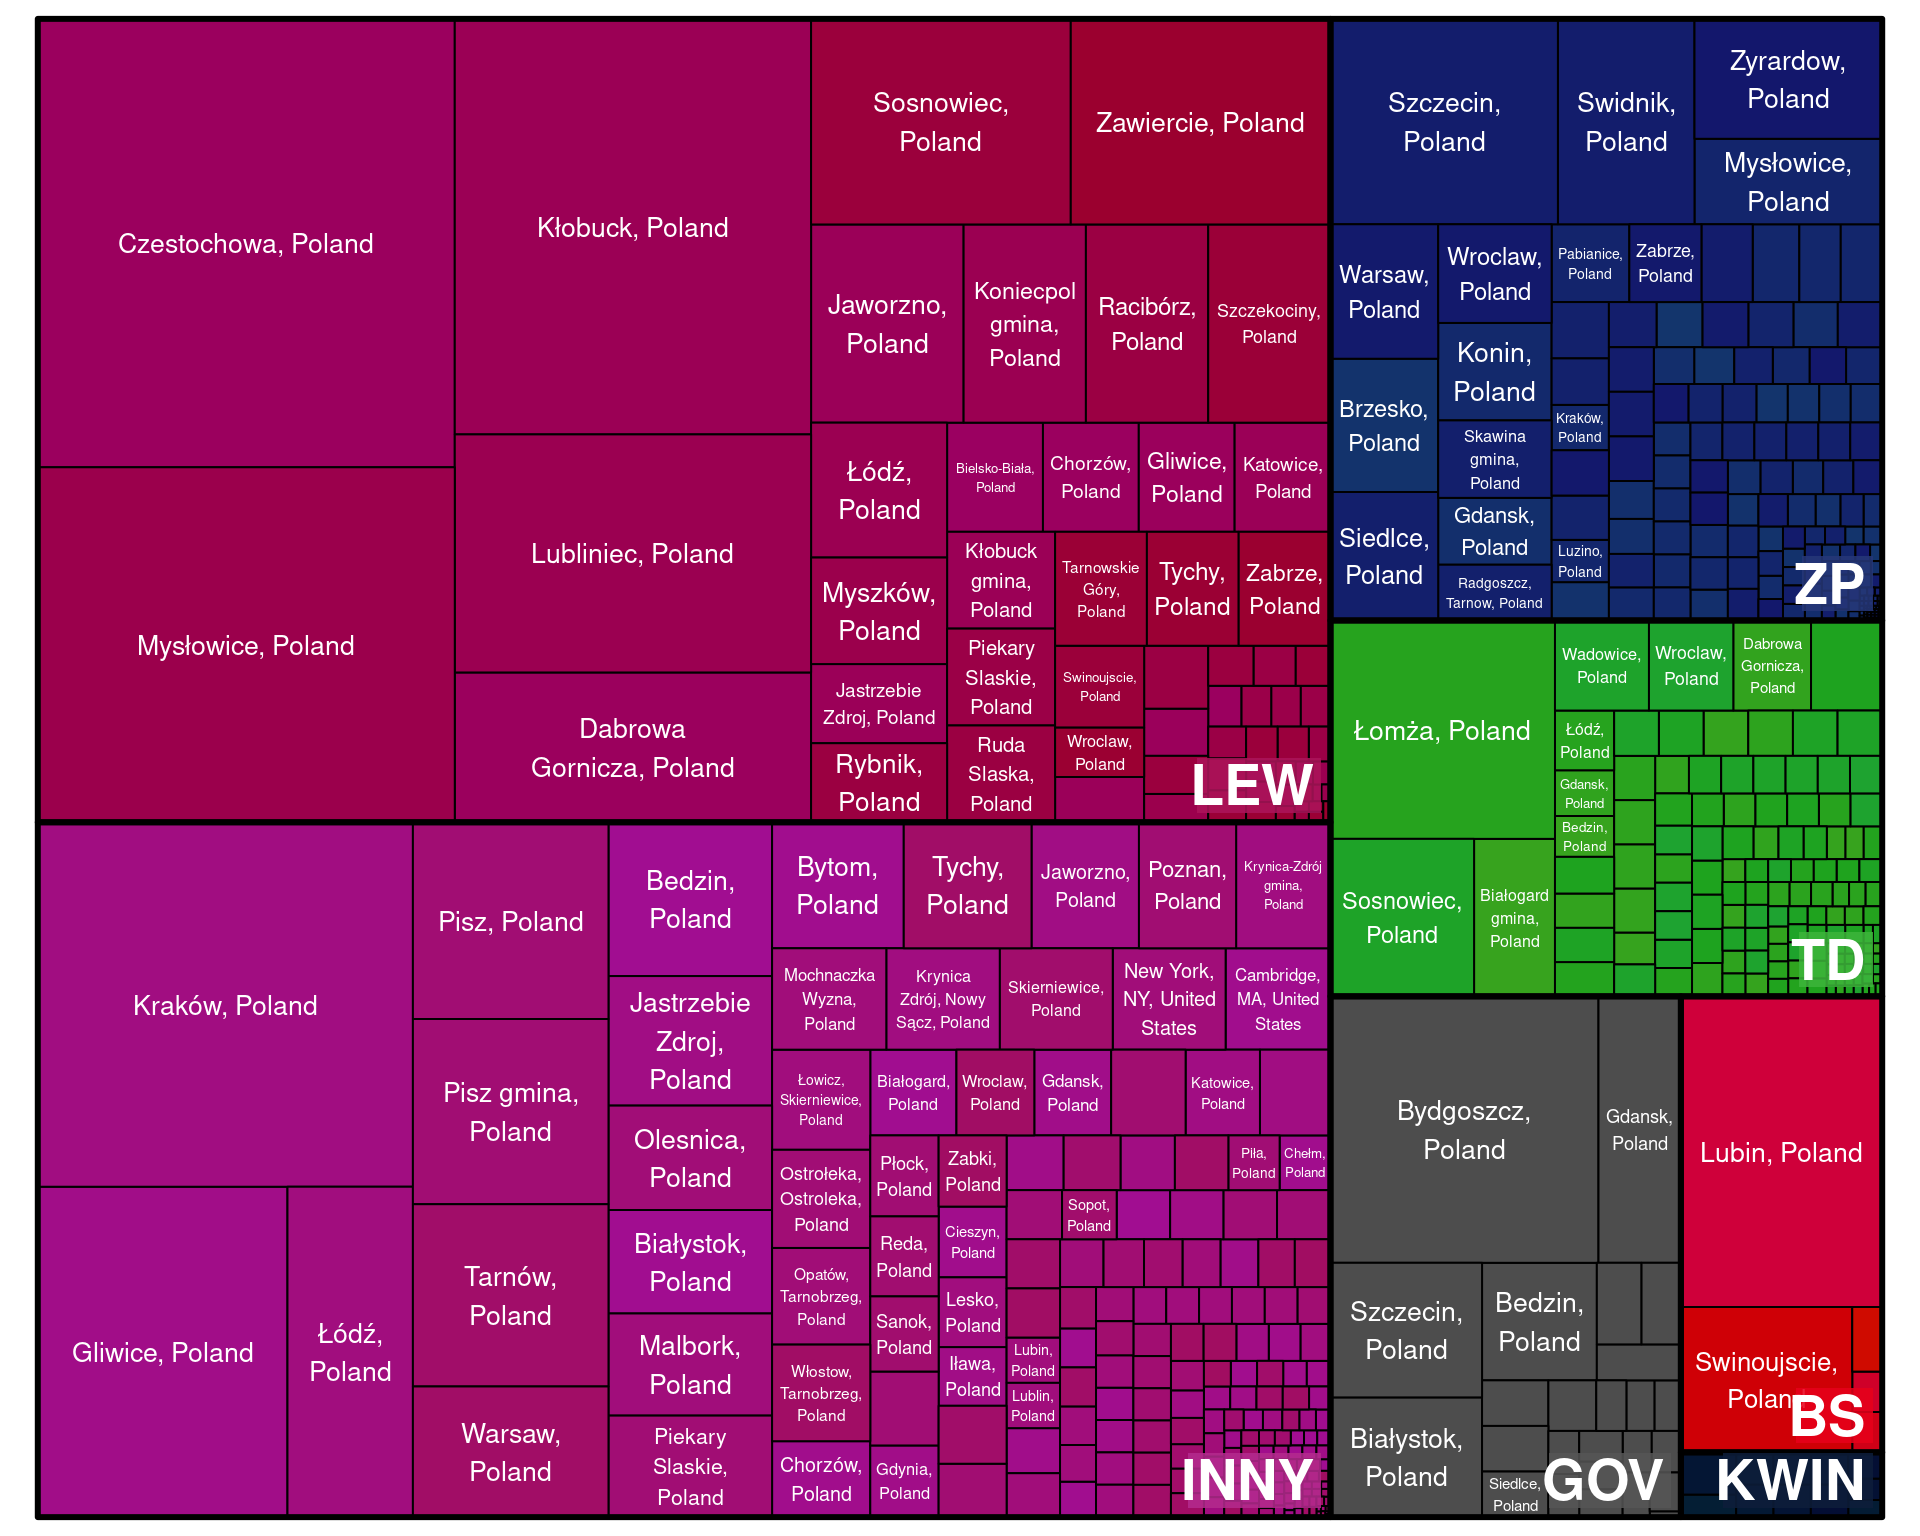 Czestochowa, Poland
Mysłowice, Poland
Kłobuck, Poland
Lubliniec, Poland
Dabrowa
Gornicza, Poland
Sosnowiec,
Poland
Zawiercie, Poland
Jaworzno,
Poland
Koniecpol
gmina,
Poland
Racibórz,
Poland
Szczekociny,
Poland
Łódź,
Poland
Myszków,
Poland
Jastrzebie
Zdroj, Poland
Rybnik,
Poland
Bielsko-Biała,
Poland
Chorzów,
Poland
Gliwice,
Poland
Katowice,
Poland
Kłobuck
gmina,
Poland
Piekary
Slaskie,
Poland
Ruda
Slaska,
Poland
Tarnowskie
Góry,
Poland
Tychy,
Poland
Zabrze,
Poland
Swinoujscie,
Poland
Wroclaw,
Poland
LEW
Szczecin,
Poland
Swidnik,
Poland
Zyrardow,
Poland
Mysłowice,
Poland
Warsaw,
Poland
Brzesko,
Poland
Siedlce,
Poland
Wroclaw,
Poland
Konin,
Poland
Skawina
gmina,
Poland
Gdansk,
Poland
Radgoszcz,
Tarnow, Poland
Pabianice,
Poland
Zabrze,
Poland
Kraków,
Poland
Luzino,
Poland
ZP
Łomża, Poland
Sosnowiec,
Poland
Białogard
gmina,
Poland
Wadowice,
Poland
Wroclaw,
Poland
Dabrowa
Gornicza,
Poland
Łódź,
Poland
Gdansk,
Poland
Bedzin,
Poland
TD
Kraków, Poland
Gliwice, Poland
Łódź,
Poland
Pisz, Poland
Pisz gmina,
Poland
Tarnów,
Poland
Warsaw,
Poland
Bedzin,
Poland
Jastrzebie
Zdroj,
Poland
Olesnica,
Poland
Białystok,
Poland
Malbork,
Poland
Piekary
Slaskie,
Poland
Bytom,
Poland
Tychy,
Poland
Jaworzno,
Poland
Poznan,
Poland
Krynica-Zdrój
gmina,
Poland
Mochnaczka
Wyzna,
Poland
Krynica
Zdrój, Nowy
Sącz, Poland
Skierniewice,
Poland
New York,
NY, United
States
Cambridge,
MA, United
States
Łowicz,
Skierniewice,
Poland
Ostrołeka,
Ostroleka,
Poland
Opatów,
Tarnobrzeg,
Poland
Włostow,
Tarnobrzeg,
Poland
Chorzów,
Poland
Białogard,
Poland
Wroclaw,
Poland
Gdansk,
Poland
Katowice,
Poland
Płock,
Poland
Reda,
Poland
Sanok,
Poland
Gdynia,
Poland
Zabki,
Poland
Cieszyn,
Poland
Lesko,
Poland
Iława,
Poland
Piła,
Poland
Chełm,
Poland
Sopot,
Poland
Lubin,
Poland
Lublin,
Poland
INNY
Bydgoszcz,
Poland
Gdansk,
Poland
Szczecin,
Poland
Białystok,
Poland
Bedzin,
Poland
Siedlce,
Poland
GOV
Lubin, Poland
Swinoujscie,
Poland
BS
KWIN